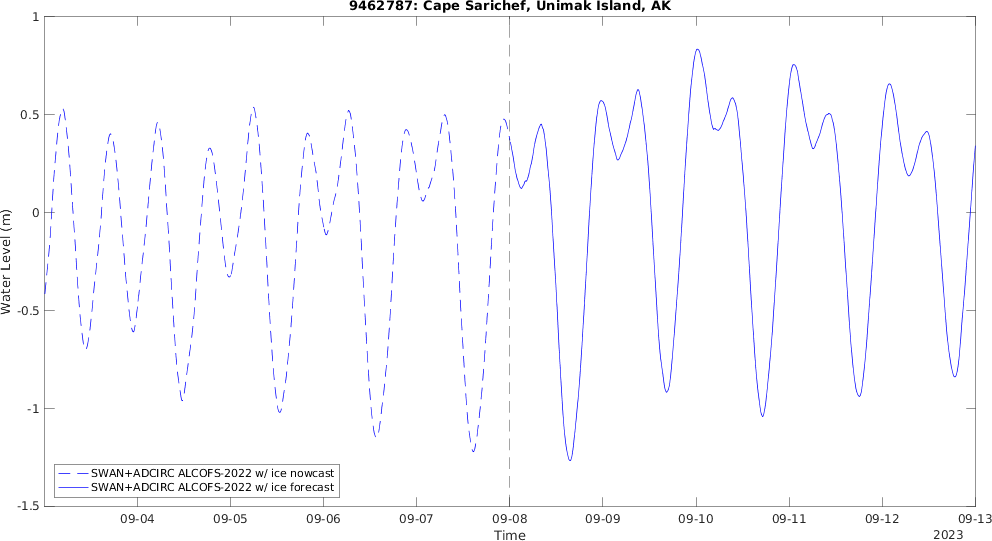 9462787: Cape Sarichef, Unimak Island, AK
1
0.5
0
-0.5
-1
-1.5
Water Level (m)
SWAN+ADCIRC ALCOFS-2022 w/ ice nowcast
SWAN+ADCIRC ALCOFS-2022 w/ ice forecast
09-04 09-05 09-06 09-07 09-08 09-09 09-10 09-11 09-12 09-13
Time
2023